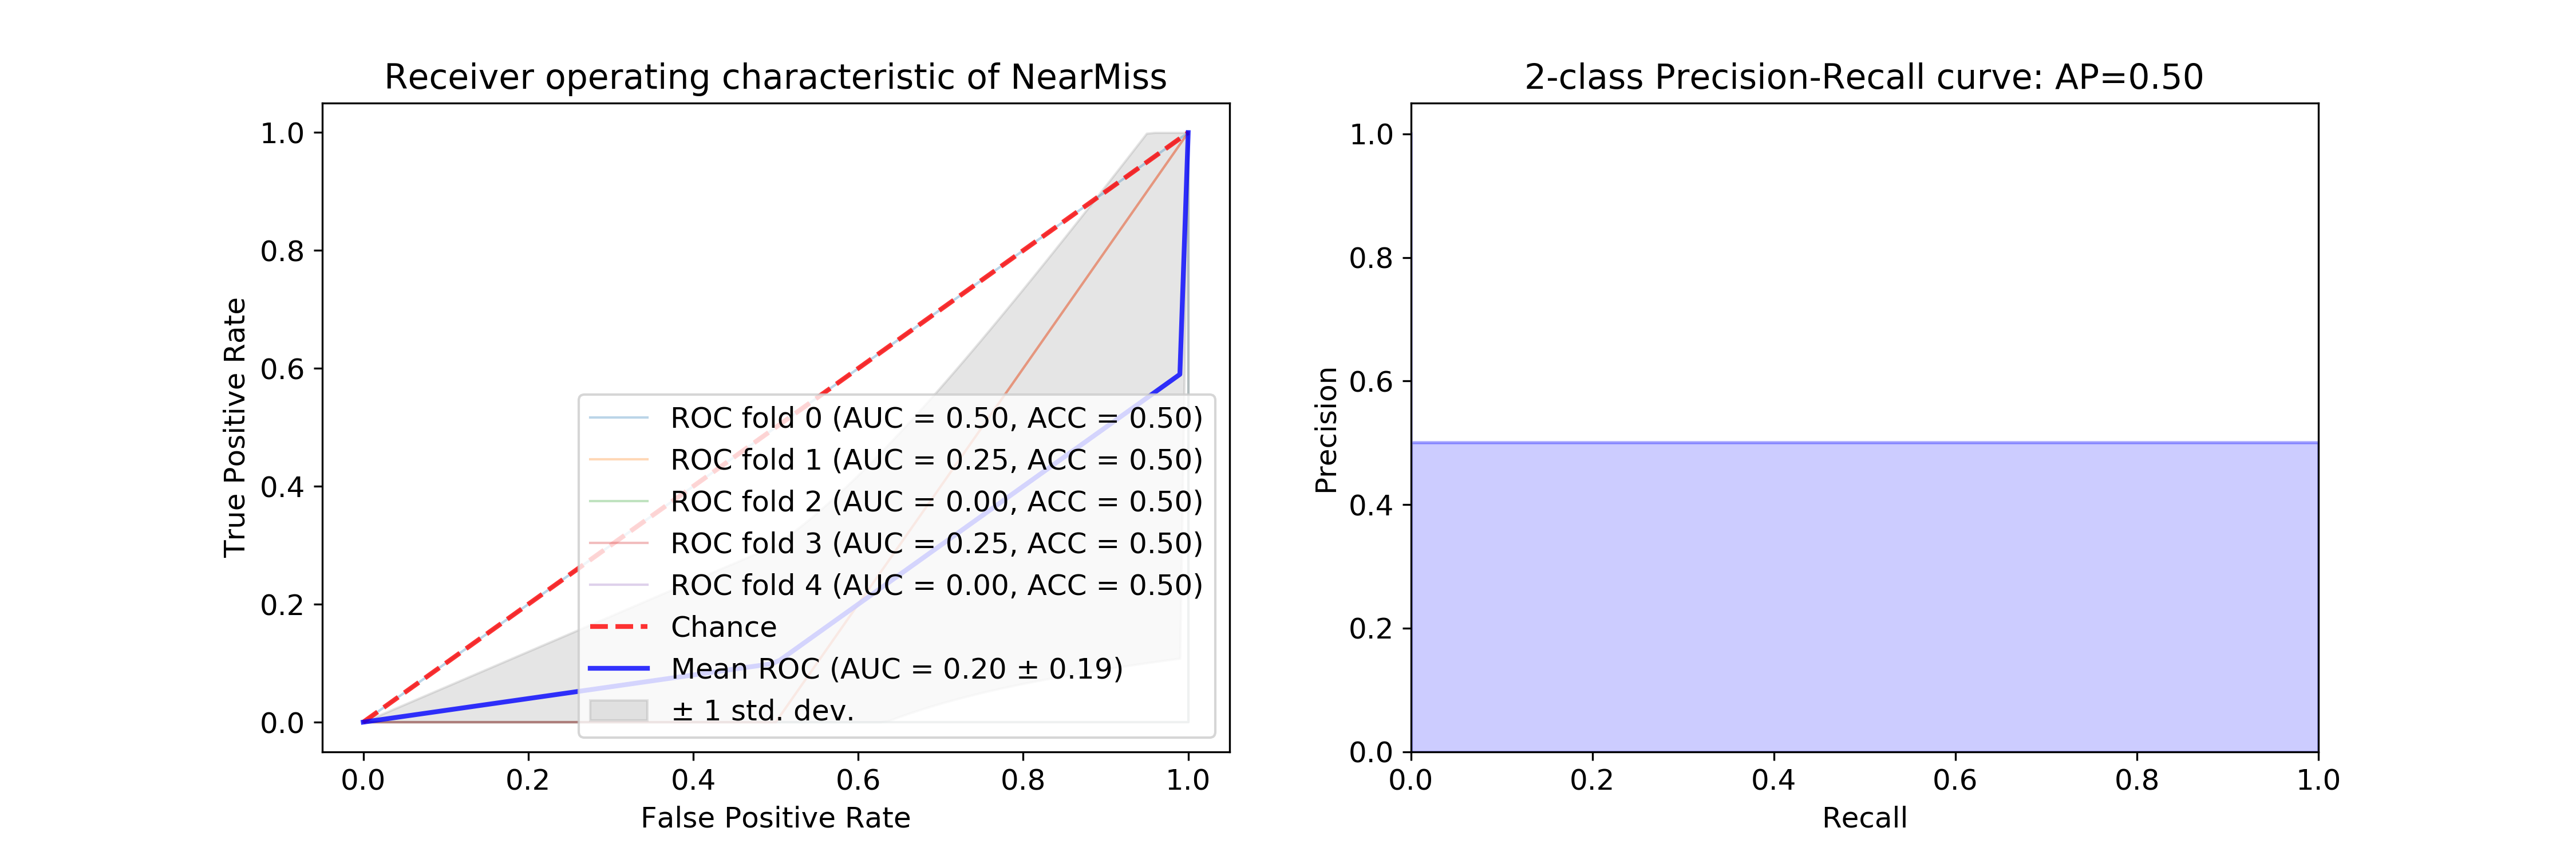 Receiver operating characteristic of NearMiss
True Positive Rate
1.0
0.8
0.6
0.4
0.2
0.0
ROC fold 0 (AUC = 0.50, ACC = 0.50)
ROC fold 1 (AUC = 0.25, ACC = 0.50)
ROC fold 2 (AUC = 0.00, ACC = 0.50)
ROC fold 3 (AUC = 0.25, ACC = 0.50)
ROC fold 4 (AUC = 0.00, ACC = 0.50)
Chance
Mean ROC (AUC = 0.20 ± 0.19)
± 1 std. dev.
0.0 0.2 0.4 0.6 0.8 1.0
False Positive Rate
2-class Precision-Recall curve: AP=0.50
Precision
1.0
0.8
0.6
0.4
0.2
0.0
0.0 0.2 0.4 0.6 0.8 1.0
Recall